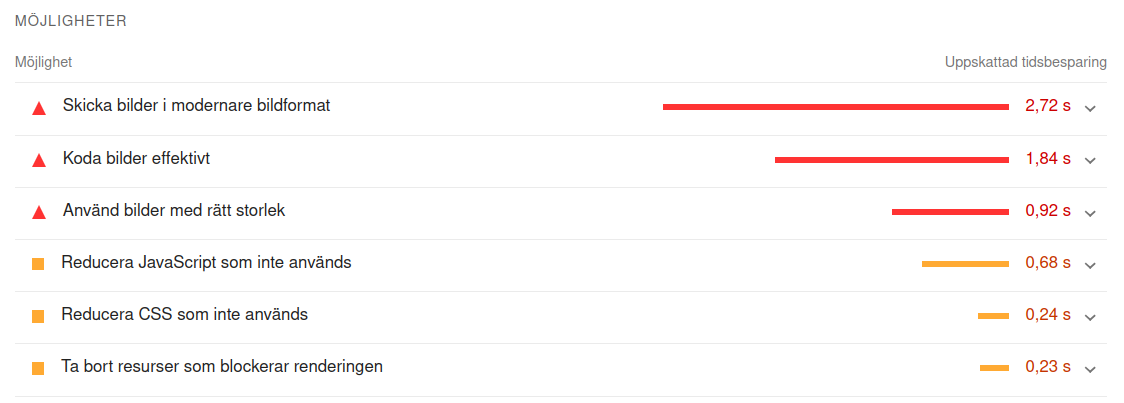 MÖJLIGHETER
Möjlighet Uppskattad tidsbesparing
Skicka bilder i modernare bildformat 2,72 s
Koda bilder effektivt 1,84 s
Använd bilder med rätt storlek 0,92 s
Reducera JavaScript som inte används 0,68 s
Reducera CSS som inte används 0,24 s
Ta bort resurser som blockerar renderingen 0,23 s